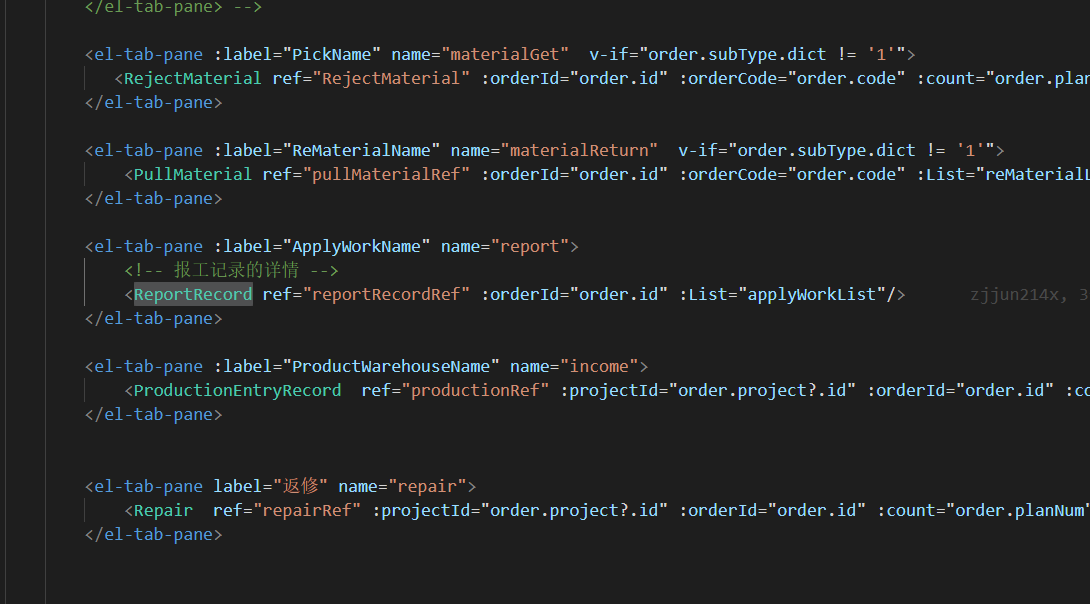 </el-tab-pane> -->
<el-tab-pane :label="PickName" name="materialGet"  v-if="order.subType.dict != '1'">
<RejectMaterial ref="RejectMaterial" :orderId="order.id" :orderCode="order.code" :count="order.plan
</el-tab-pane>
<el-tab-pane :label="ReMaterialName" name="materialReturn"  v-if="order.subType.dict != '1'">
<PullMaterial ref="pullMaterialRef" :orderId="order.id" :orderCode="order.code" :List="reMaterialL
</el-tab-pane>
<el-tab-pane :label="ApplyWorkName" name="report">
<!-- 报工记录的详情 -->
<ReportRecord ref="reportRecordRef" :orderId="order.id" :List="applyWorkList"/> zjjun214x, 3
</el-tab-pane>
<el-tab-pane :label="ProductWarehouseName" name="income">
<ProductionEntryRecord  ref="productionRef" :projectId="order.project?.id" :orderId="order.id" :co
</el-tab-pane>
<el-tab-pane label="返修" name="repair">
<Repair  ref="repairRef" :projectId="order.project?.id" :orderId="order.id" :count="order.planNum"
</el-tab-pane>